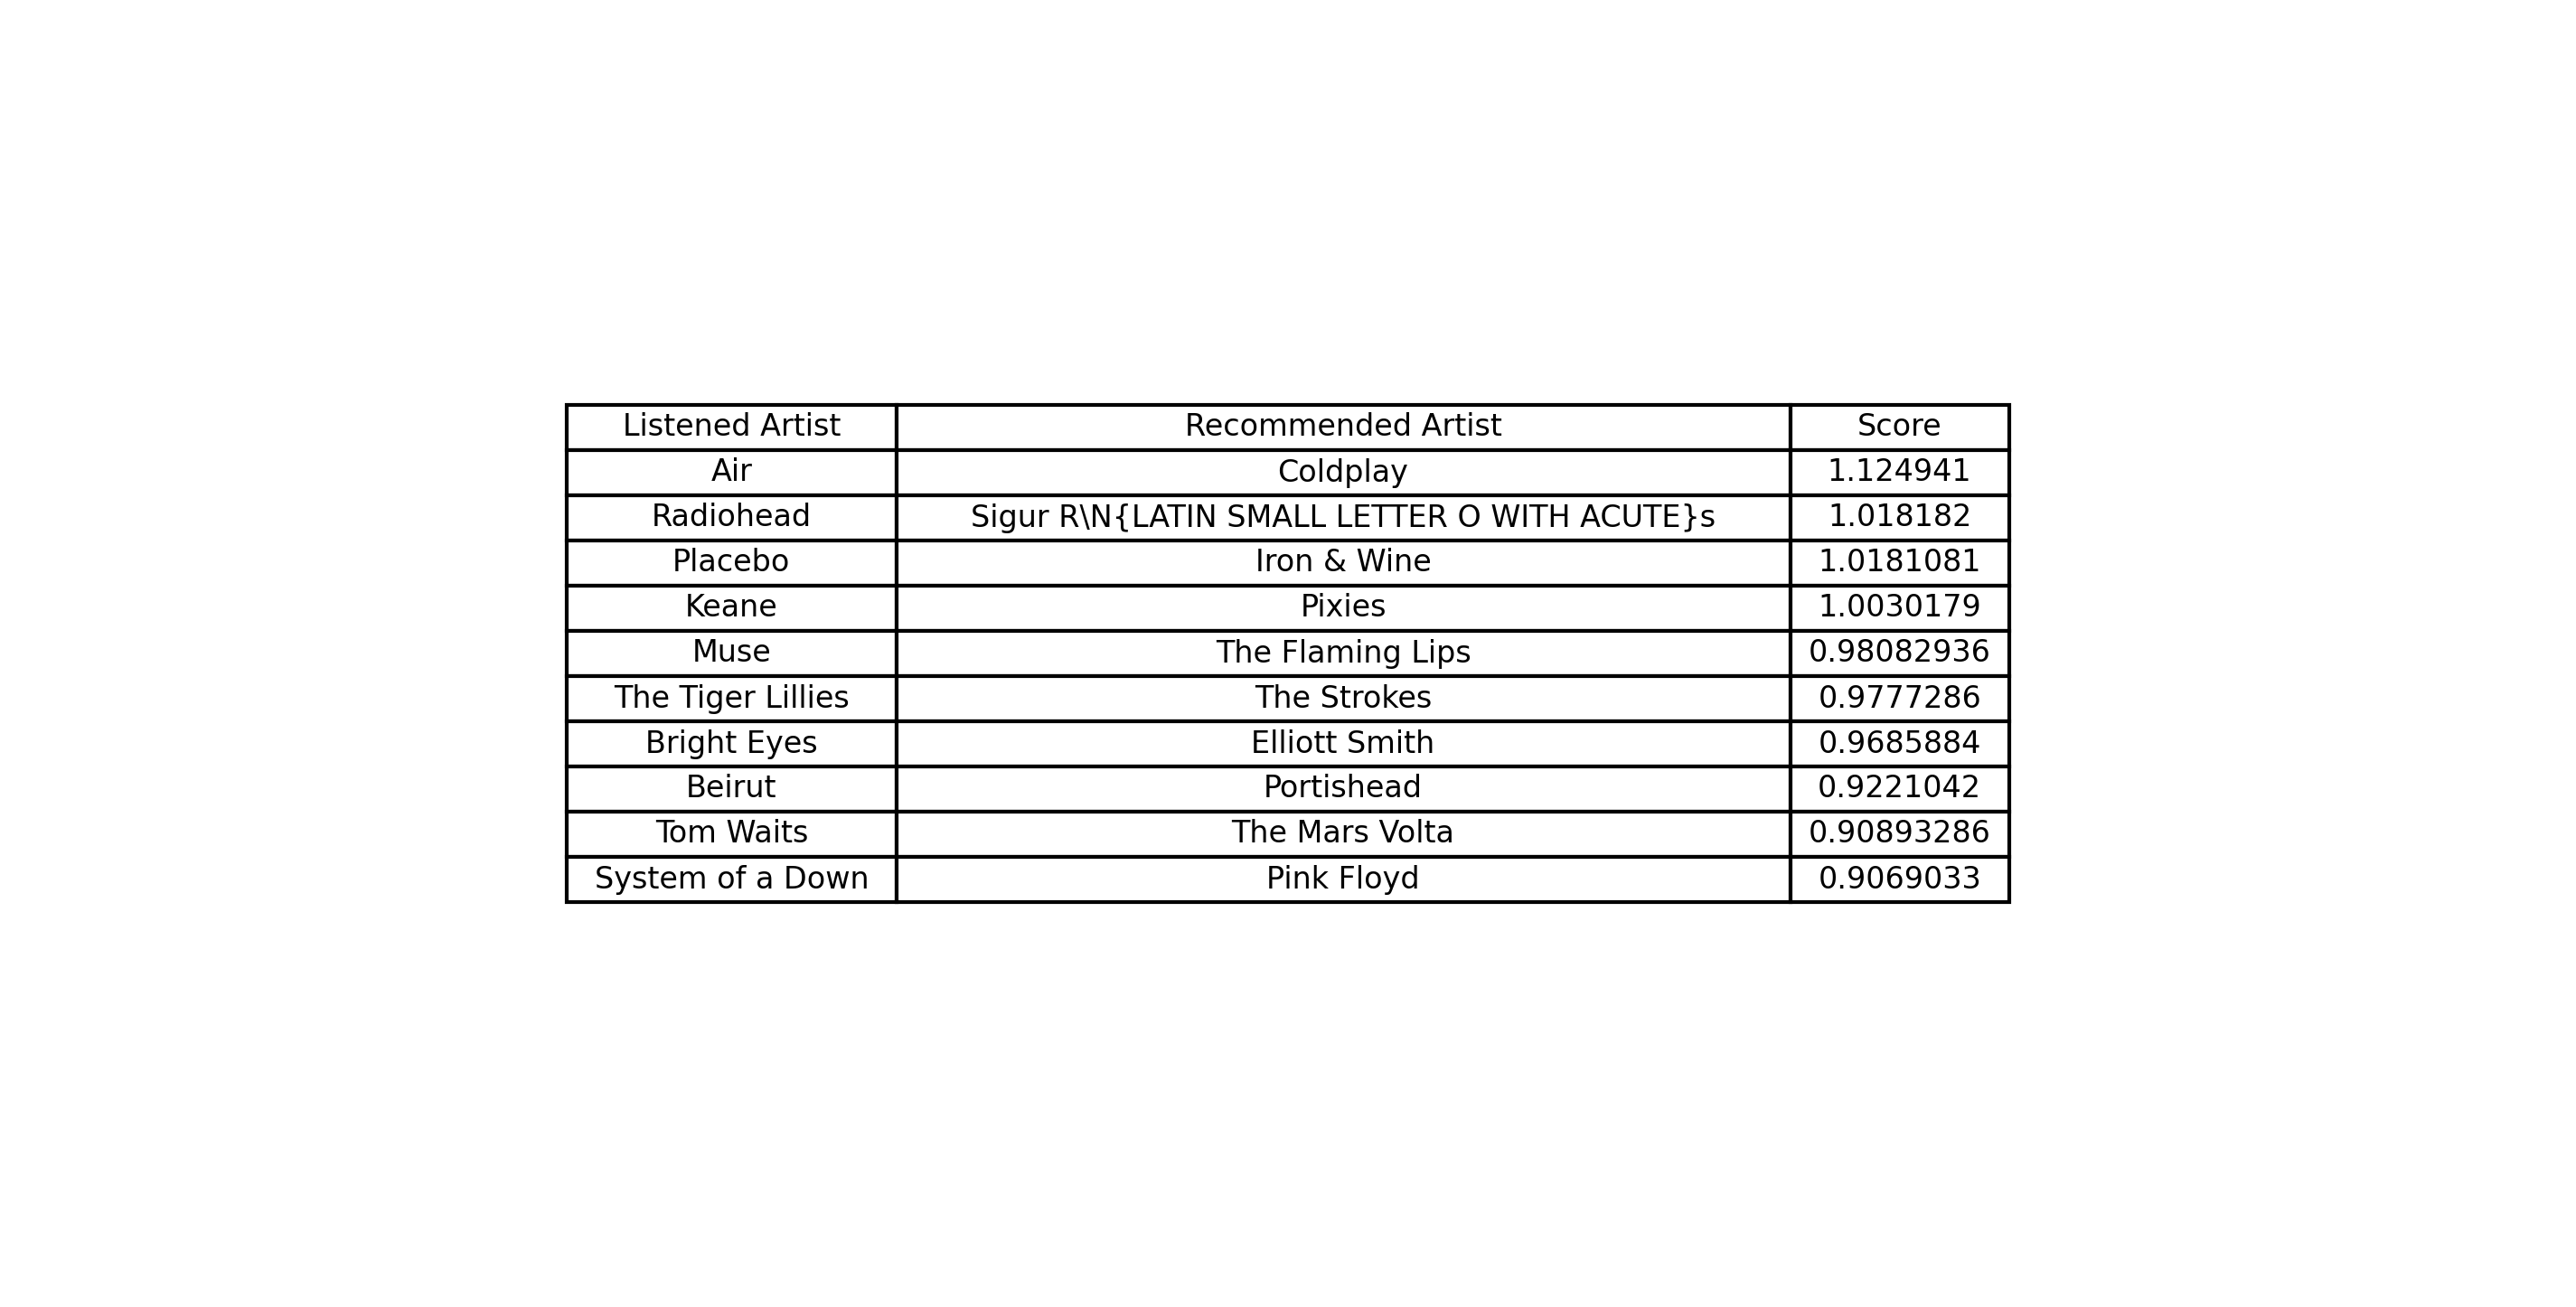 Listened Artist Recommended Artist Score
Air Coldplay 1.124941
Radiohead Sigur R\N{LATIN SMALL LETTER O WITH ACUTE}s 1.018182
Placebo Iron & Wine 1.0181081
Keane Pixies 1.0030179
Muse The Flaming Lips 0.98082936
The Tiger Lillies The Strokes 0.9777286
Bright Eyes Elliott Smith 0.9685884
Beirut Portishead 0.9221042
Tom Waits The Mars Volta 0.90893286
System of a Down Pink Floyd 0.9069033